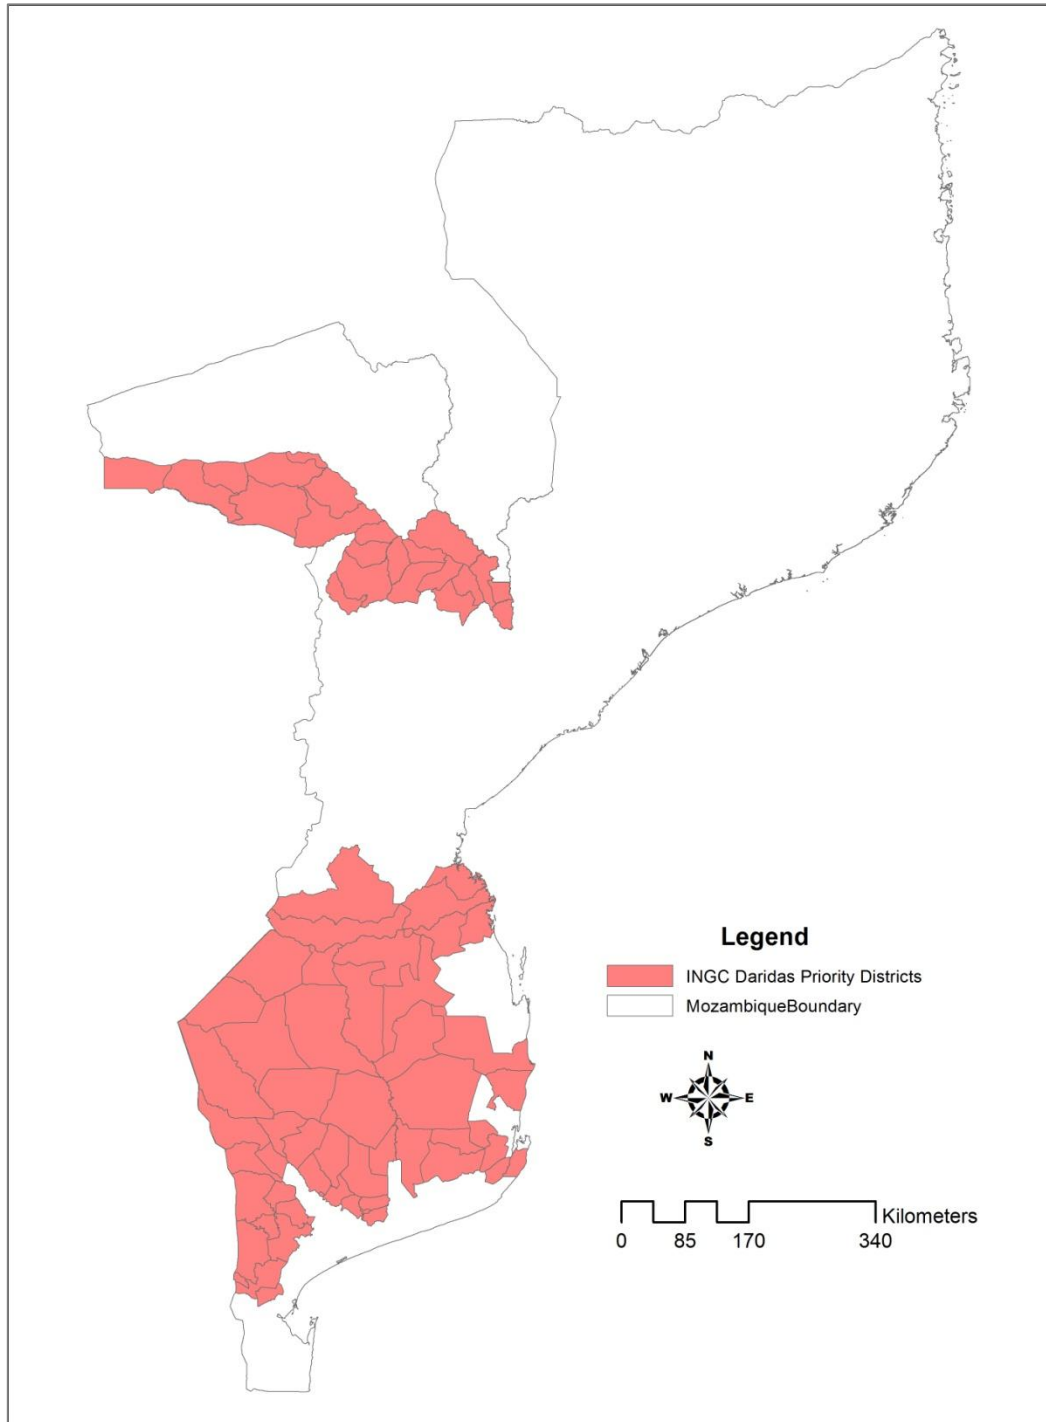 Legend
INGC Daridas Priority Districts
MozambiqueBoundary
N
W E
S
Kilometers
0 85 170 340